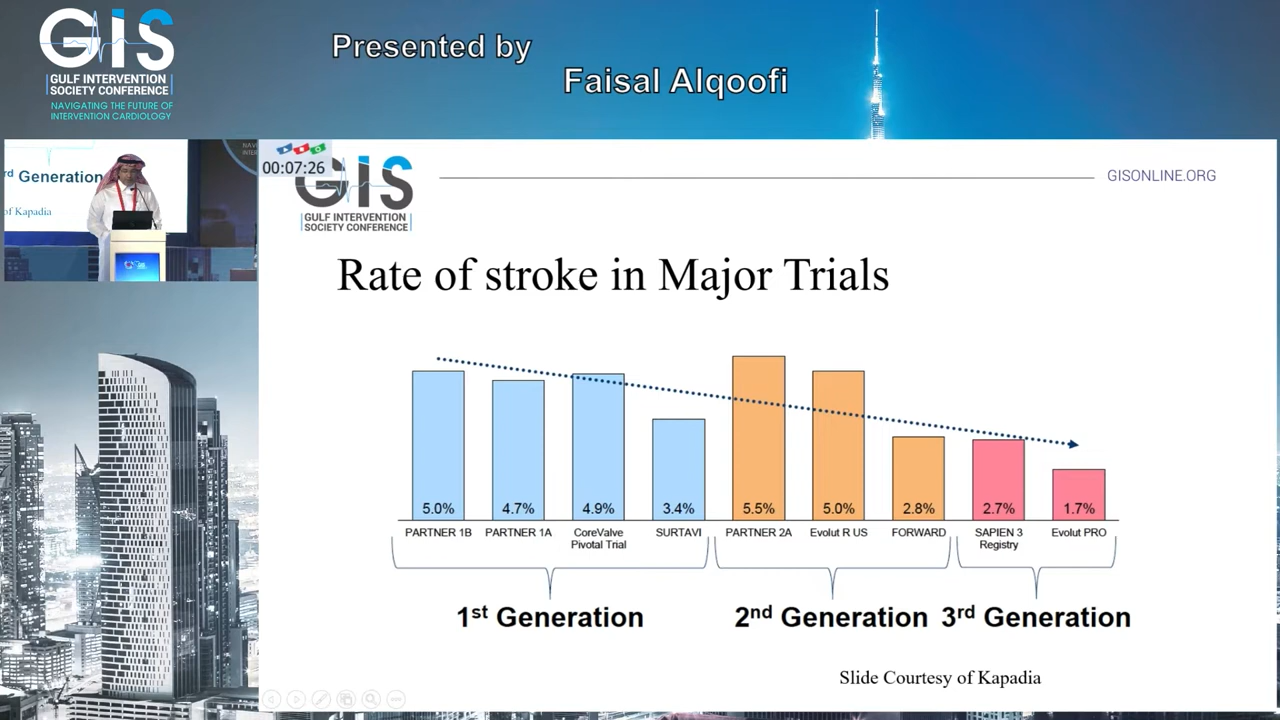 GIS
GULF INTERVENTION
SOCIETY CONFERENCE
NAVIGATING THE FUTURE OF
INTERVENTION CARDIOLOGY
Presented by
Faisal Alqoofi
rd Generation
of Kapadia
00:07:26
GIS
GULF INTERVENTION
SOCIETY CONFERENCE
GISONLINE.ORG
Rate of stroke in Major Trials
5.0% 4.7% 4.9% 3.4% 5.5% 5.0% 2.8% 2.7% 1.7%
PARTNER 1B PARTNER 1A CoreValve Pivotal Trial SURTAVI PARTNER 2A Evolut R US FORWARD SAPIEN 3 Registry Evolut PRO
1st Generation 2nd Generation 3rd Generation
Slide Courtesy of Kapadia